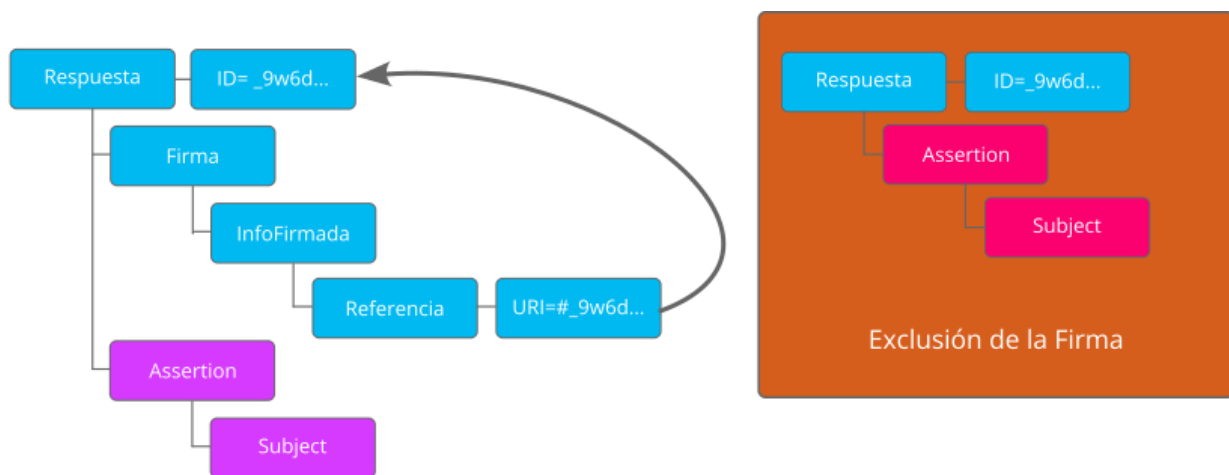 Respuesta
ID= _9w6d...
Firma
InfoFirmada
Referencia
URI=#_9w6d...
Assertion
Subject
Respuesta
ID=_9w6d...
Assertion
Subject
Exclusión de la Firma